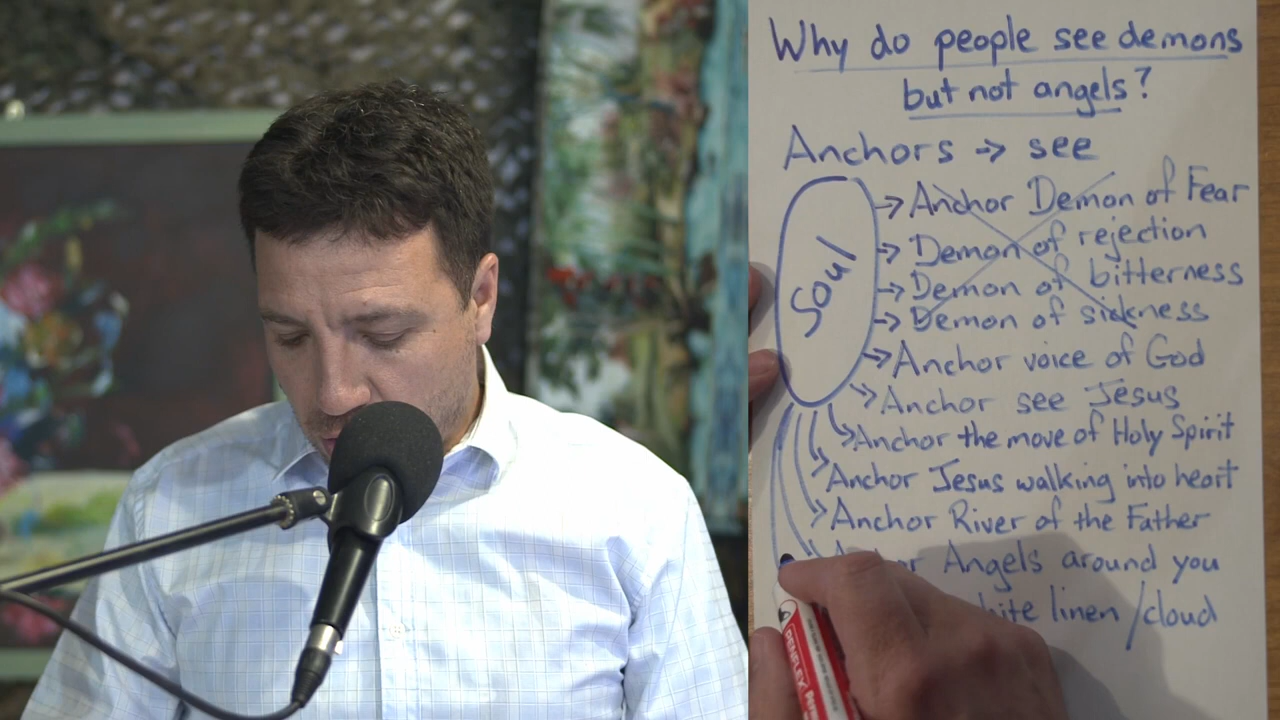 Why do people see demons
but not angels?
Anchors → see
Soul
→ Anchor Demon of Fear
→ Demon of rejection
→ Demon of bitterness
→ Demon of sickness
→ Anchor voice of God
→ Anchor see Jesus
→ Anchor the move of Holy Spirit
→ Anchor Jesus walking into heart
→ Anchor River of the Father
Angels around you
linen/cloud
PENFLEX